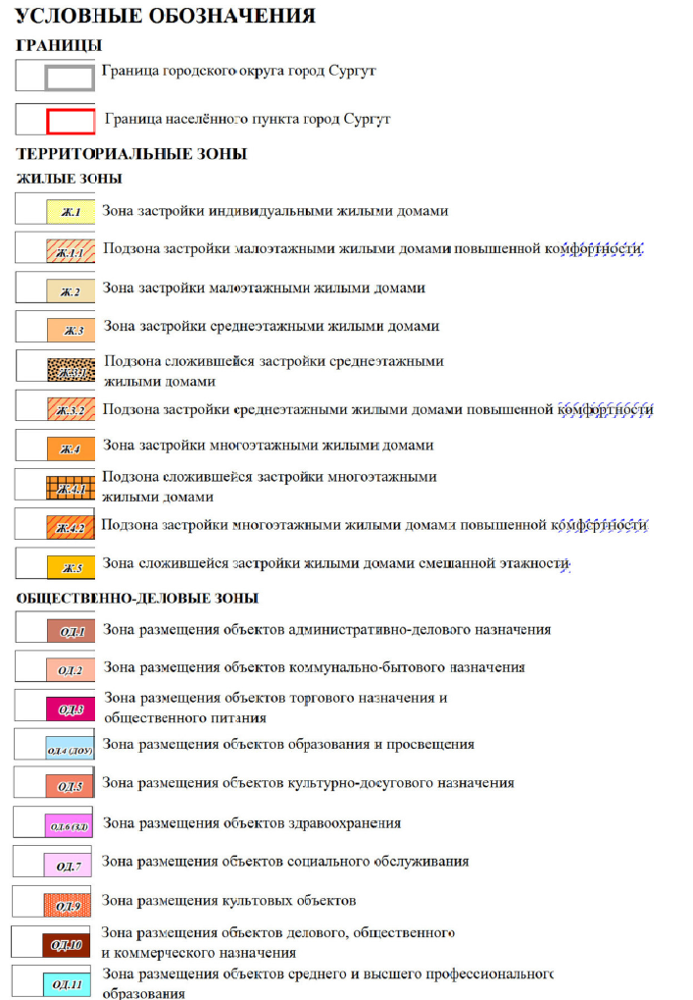 УСЛОВНЫЕ ОБОЗНАЧЕНИЯ
ГРАНИЦЫ
Граница городского округа город Сургут
Граница населённого пункта город Сургут
ТЕРРИТОРИАЛЬНЫЕ ЗОНЫ
ЖИЛЫЕ ЗОНЫ
Ж.1 Зона застройки индивидуальными жилыми домами
Ж.1.1 Подзона застройки малоэтажными жилыми домами повышенной комфортности.
Ж.2 Зона застройки малоэтажными жилыми домами
Ж.3 Зона застройки среднеэтажными жилыми домами
Ж.3.1 Подзона сложившейся застройки среднеэтажными
жилыми домами
Ж.3.2 Подзона застройки среднеэтажными жилыми домами повышенной комфортности
Ж.4 Зона застройки многоэтажными жилыми домами
Ж.4.1 Подзона сложившейся застройки многоэтажными
жилыми домами
Ж.4.2 Подзона застройки многоэтажными жилыми домами повышенной комфортности
Ж.5 Зона сложившейся застройки жилыми домами смешанной этажности.
ОБЩЕСТВЕННО-ДЕЛОВЫЕ ЗОНЫ
ОД.1 Зона размещения объектов административно-делового назначения
ОД.2 Зона размещения объектов коммунально-бытового назначения
ОД.3 Зона размещения объектов торгового назначения и
общественного питания
ОД.4 (ДОУ) Зона размещения объектов образования и просвещения
ОД.5 Зона размещения объектов культурно-досугового назначения
ОД.6 (ЗД) Зона размещения объектов здравоохранения
ОД.7 Зона размещения объектов социального обслуживания
ОД.9 Зона размещения культовых объектов
ОД.10 Зона размещения объектов делового, общественного
и коммерческого назначения
ОД.11 Зона размещения объектов среднего и высшего профессионального
образования